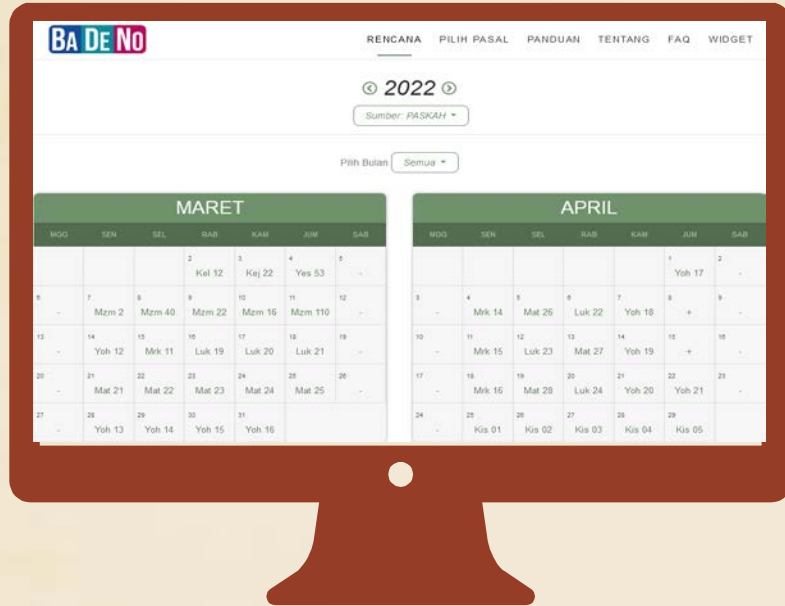 BADENO
RENCANA PILIH PASAL PANDUAN TENTANG FAQ WIDGET
2022
Sumber: PASKAH
Pilih Bulan Semua
MARET
MGG SEN SEL RAB KAM JUM SAB
2 3 4 5
Kel 12 Kej 22 Yes 53 -
6 7 8 9 10 11 12
- Mzm 2 Mzm 40 Mzm 22 Mzm 16 Mzm 110 -
13 14 15 16 17 18 19
- Yoh 12 Mrk 11 Luk 19 Luk 20 Luk 21 -
20 21 22 23 24 25 26
- Mat 21 Mat 22 Mat 23 Mat 24 Mat 25 -
27 28 29 30 31
- Yoh 13 Yoh 14 Yoh 15 Yoh 16
APRIL
MGG SEN SEL RAB KAM JUM SAB
1 2
Yoh 17 -
3 4 5 6 7 8 9
- Mrk 14 Mat 26 Luk 22 Yoh 18 + -
10 11 12 13 14 15 16
- Mrk 15 Luk 23 Mat 27 Yoh 19 + -
17 18 19 20 21 22 23
- Mrk 16 Mat 28 Luk 24 Yoh 20 Yoh 21 -
24 25 26 27 28 29
- Kis 01 Kis 02 Kis 03 Kis 04 Kis 05